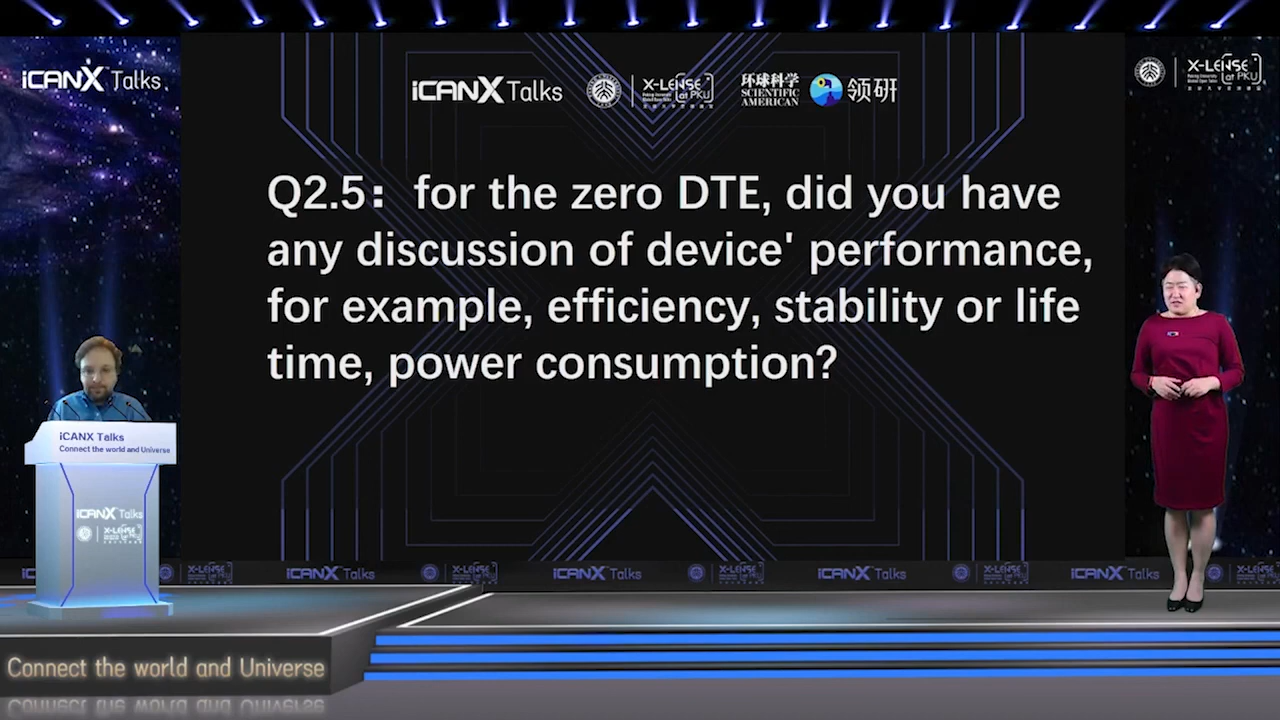 iCANX Talks
iCANX Talks
X-LENSE
at PKU
环球科学
SCIENTIFIC
AMERICAN
领研
X-LENSE
at PKU
Q2.5：for the zero DTE, did you have
any discussion of device' performance,
for example, efficiency, stability or life
time, power consumption?
iCANX Talks
Connect the world and Universe
iCANX Talks
X-LENSE
iCANX Talks
iCANX Talks
iCANX Talks
iCANX Talks
Connect the world and Universe